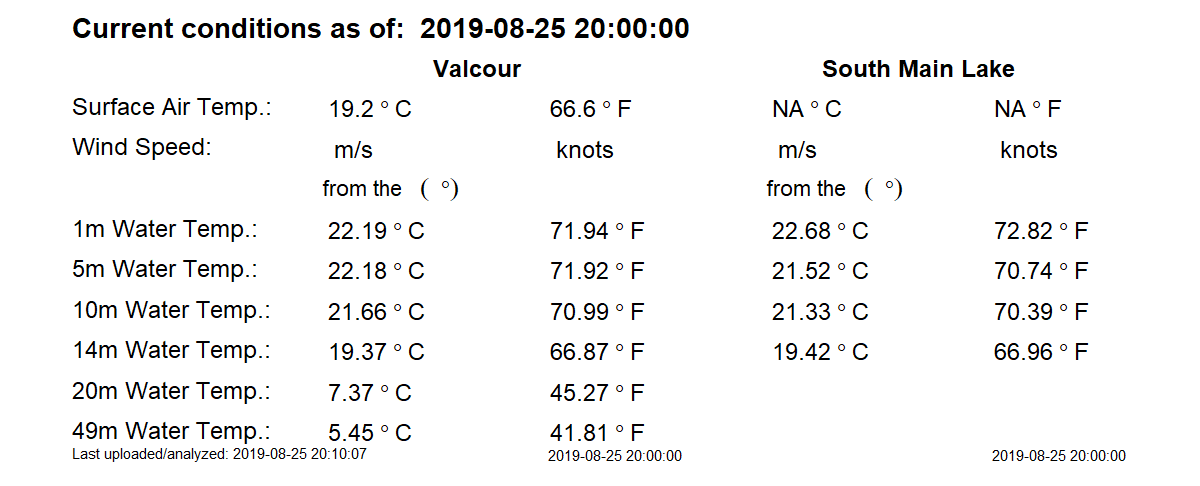 Current conditions as of: 2019-08-25 20:00:00
Valcour South Main Lake
Surface Air Temp.: 19.2 ° C 66.6 ° F NA ° C NA ° F
Wind Speed: m/s knots m/s knots
from the ( °) from the ( °)
1m Water Temp.: 22.19 ° C 71.94 ° F 22.68 ° C 72.82 ° F
5m Water Temp.: 22.18 ° C 71.92 ° F 21.52 ° C 70.74 ° F
10m Water Temp.: 21.66 ° C 70.99 ° F 21.33 ° C 70.39 ° F
14m Water Temp.: 19.37 ° C 66.87 ° F 19.42 ° C 66.96 ° F
20m Water Temp.: 7.37 ° C 45.27 ° F
49m Water Temp.: 5.45 ° C 41.81 ° F
Last uploaded/analyzed: 2019-08-25 20:10:07 2019-08-25 20:00:00 2019-08-25 20:00:00